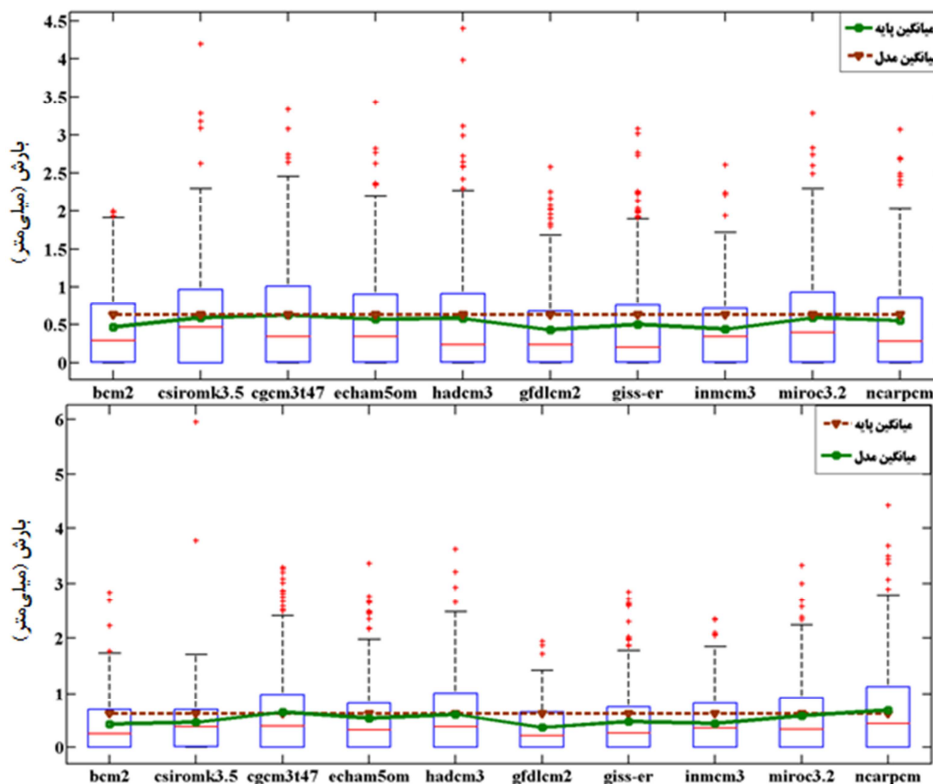 میانگین پایه
میانگین مدل
بارش (میلی‌متر)
4.5
4
3.5
3
2.5
2
1.5
1
0.5
0
bcm2 csiromk3.5 cgcm3t47 echam5om hadcm3 gfdlcm2 giss-er inmcm3 miroc3.2 ncarpcm
میانگین پایه
میانگین مدل
بارش (میلی‌متر)
6
5
4
3
2
1
0
bcm2 csiromk3.5 cgcm3t47 echam5om hadcm3 gfdlcm2 giss-er inmcm3 miroc3.2 ncarpcm